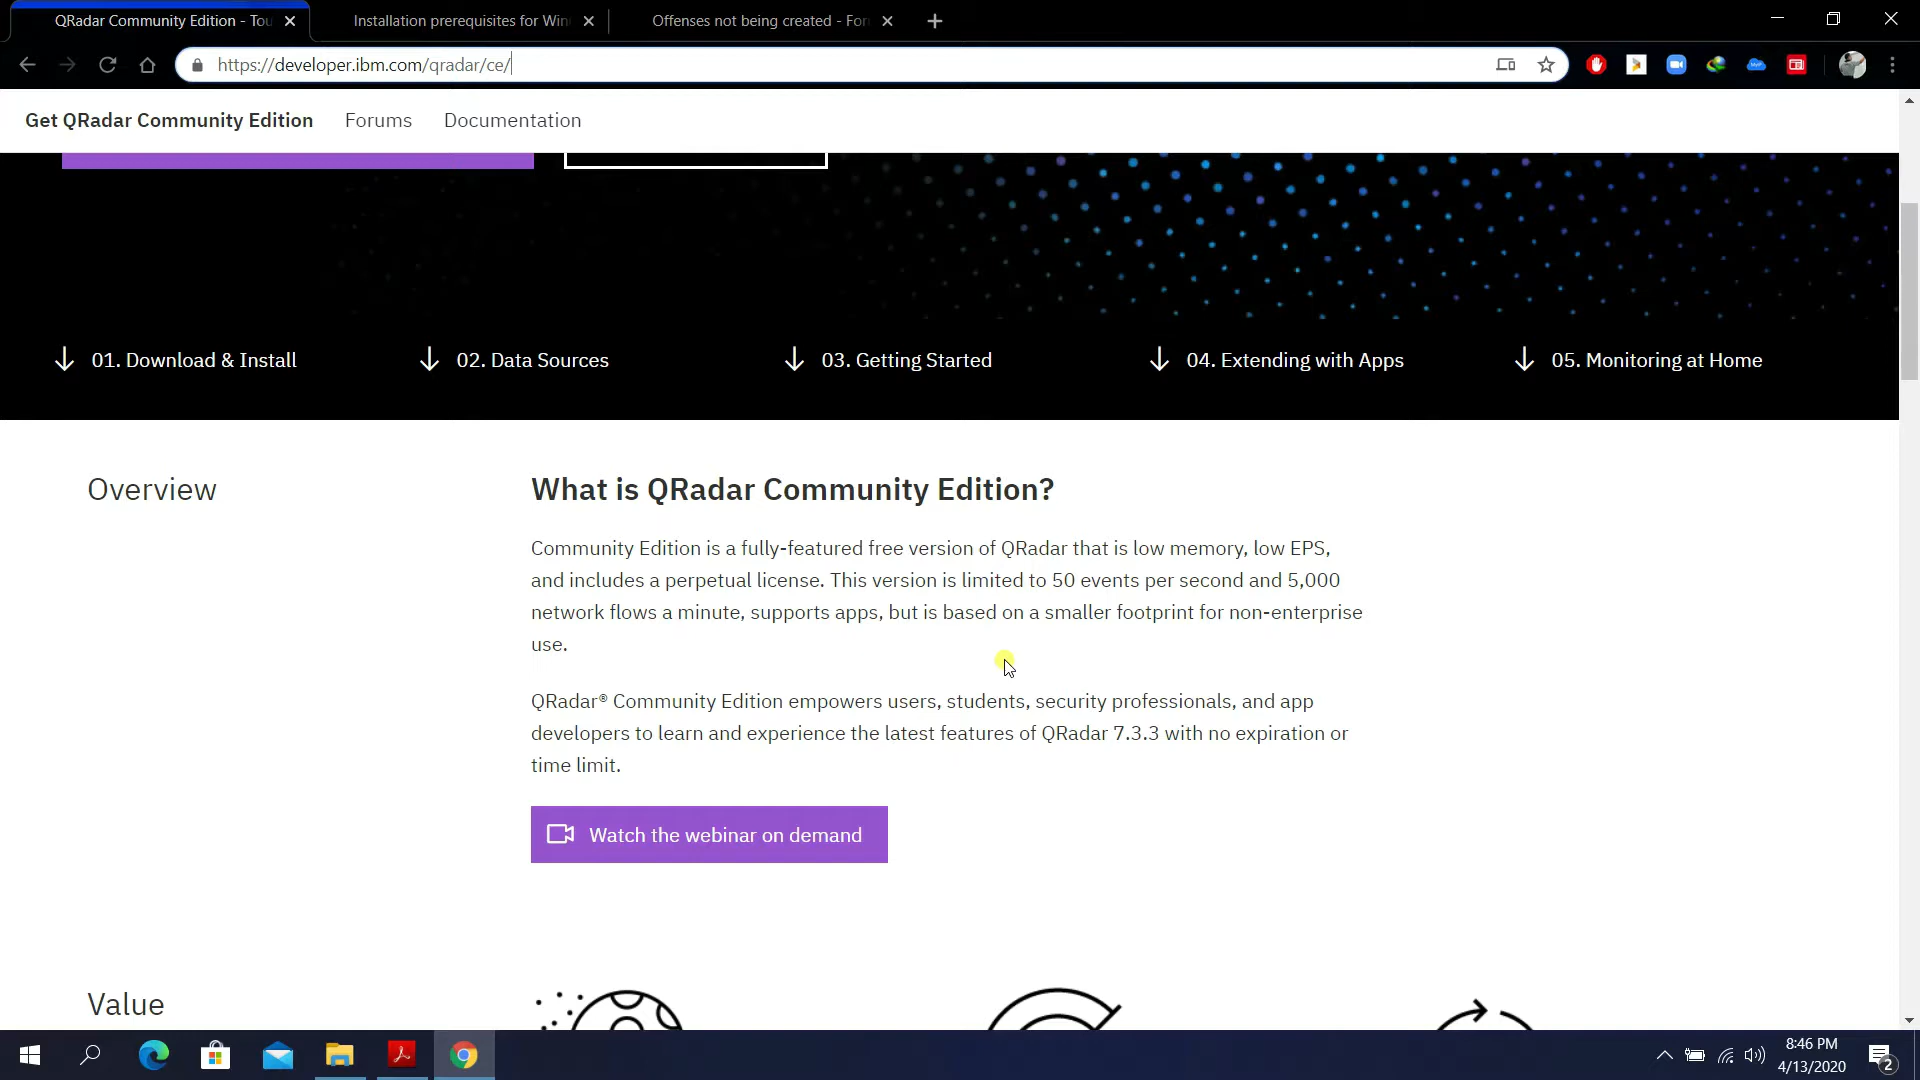 QRadar Community Edition - Tou
Installation prerequisites for Win
Offenses not being created - For
https://developer.ibm.com/qradar/ce/
Get QRadar Community Edition Forums Documentation
01. Download & Install
02. Data Sources
03. Getting Started
04. Extending with Apps
05. Monitoring at Home
Overview
What is QRadar Community Edition?
Community Edition is a fully-featured free version of QRadar that is low memory, low EPS,
and includes a perpetual license. This version is limited to 50 events per second and 5,000
network flows a minute, supports apps, but is based on a smaller footprint for non-enterprise
use.
QRadar® Community Edition empowers users, students, security professionals, and app
developers to learn and experience the latest features of QRadar 7.3.3 with no expiration or
time limit.
Watch the webinar on demand
Value
8:46 PM
4/13/2020
2